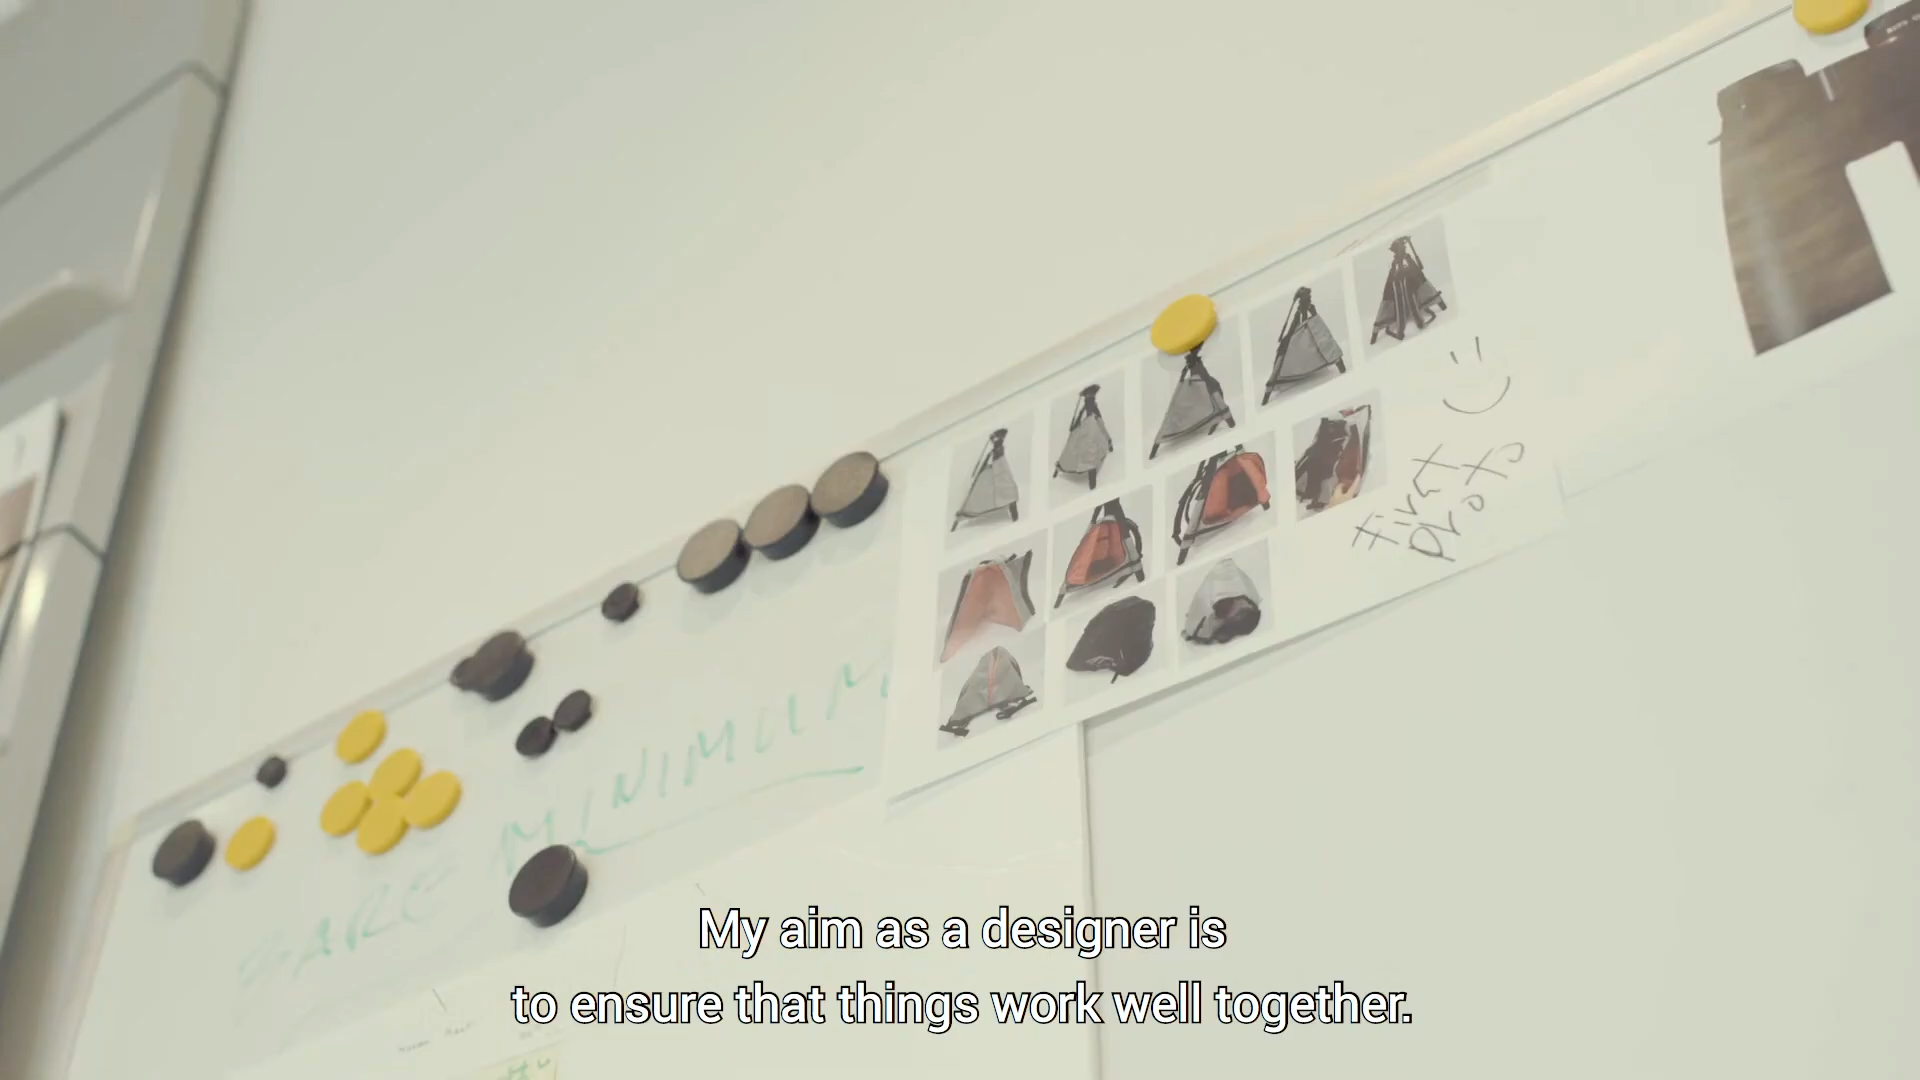 First
Proto
BARE MINIMUM
My aim as a designer is
to ensure that things work well together.